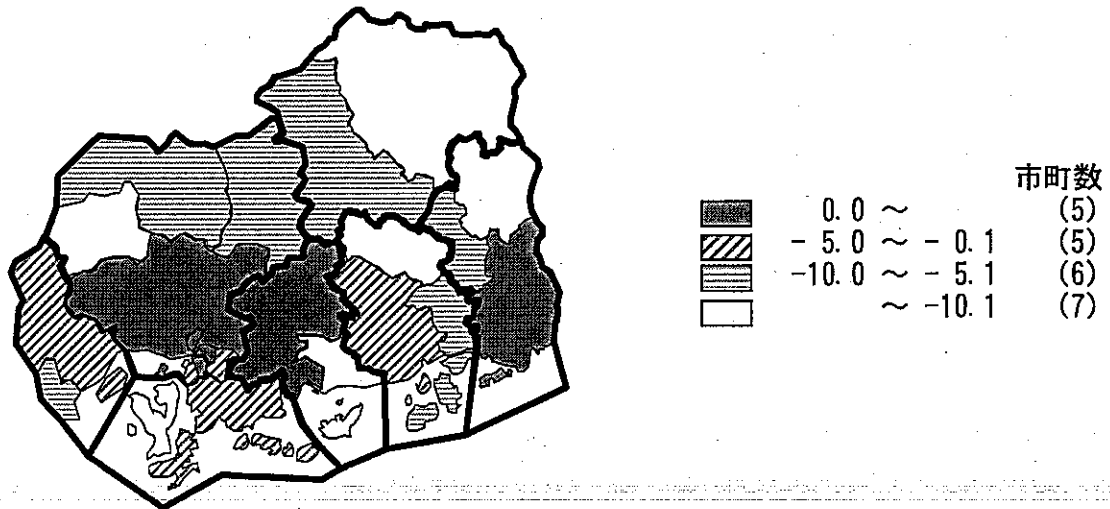 市町数
0.0 ～ (5)
- 5.0 ～ - 0.1 (5)
-10.0 ～ - 5.1 (6)
～ -10.1 (7)